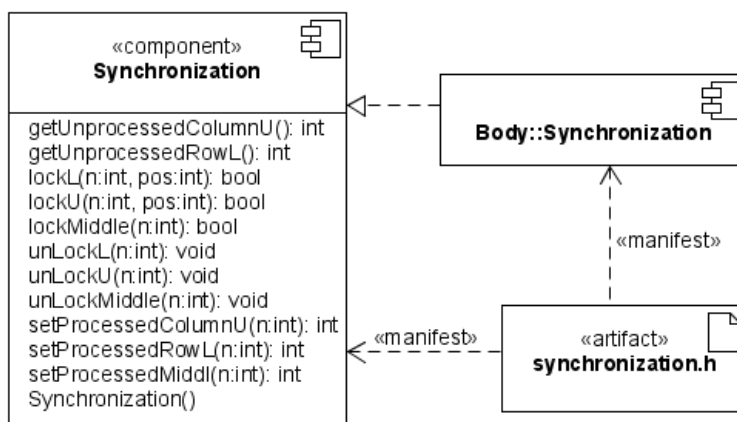 «component»
Synchronization
getUnprocessedColumnU(): int
getUnprocessedRowL(): int
lockL(n:int, pos:int): bool
lockU(n:int, pos:int): bool
lockMiddle(n:int): bool
unLockL(n:int): void
unLockU(n:int): void
unLockMiddle(n:int): void
setProcessedColumnU(n:int): int
setProcessedRowL(n:int): int
setProcessedMiddl(n:int): int
Synchronization()
Body::Synchronization
«manifest»
«manifest»
«artifact»
synchronization.h